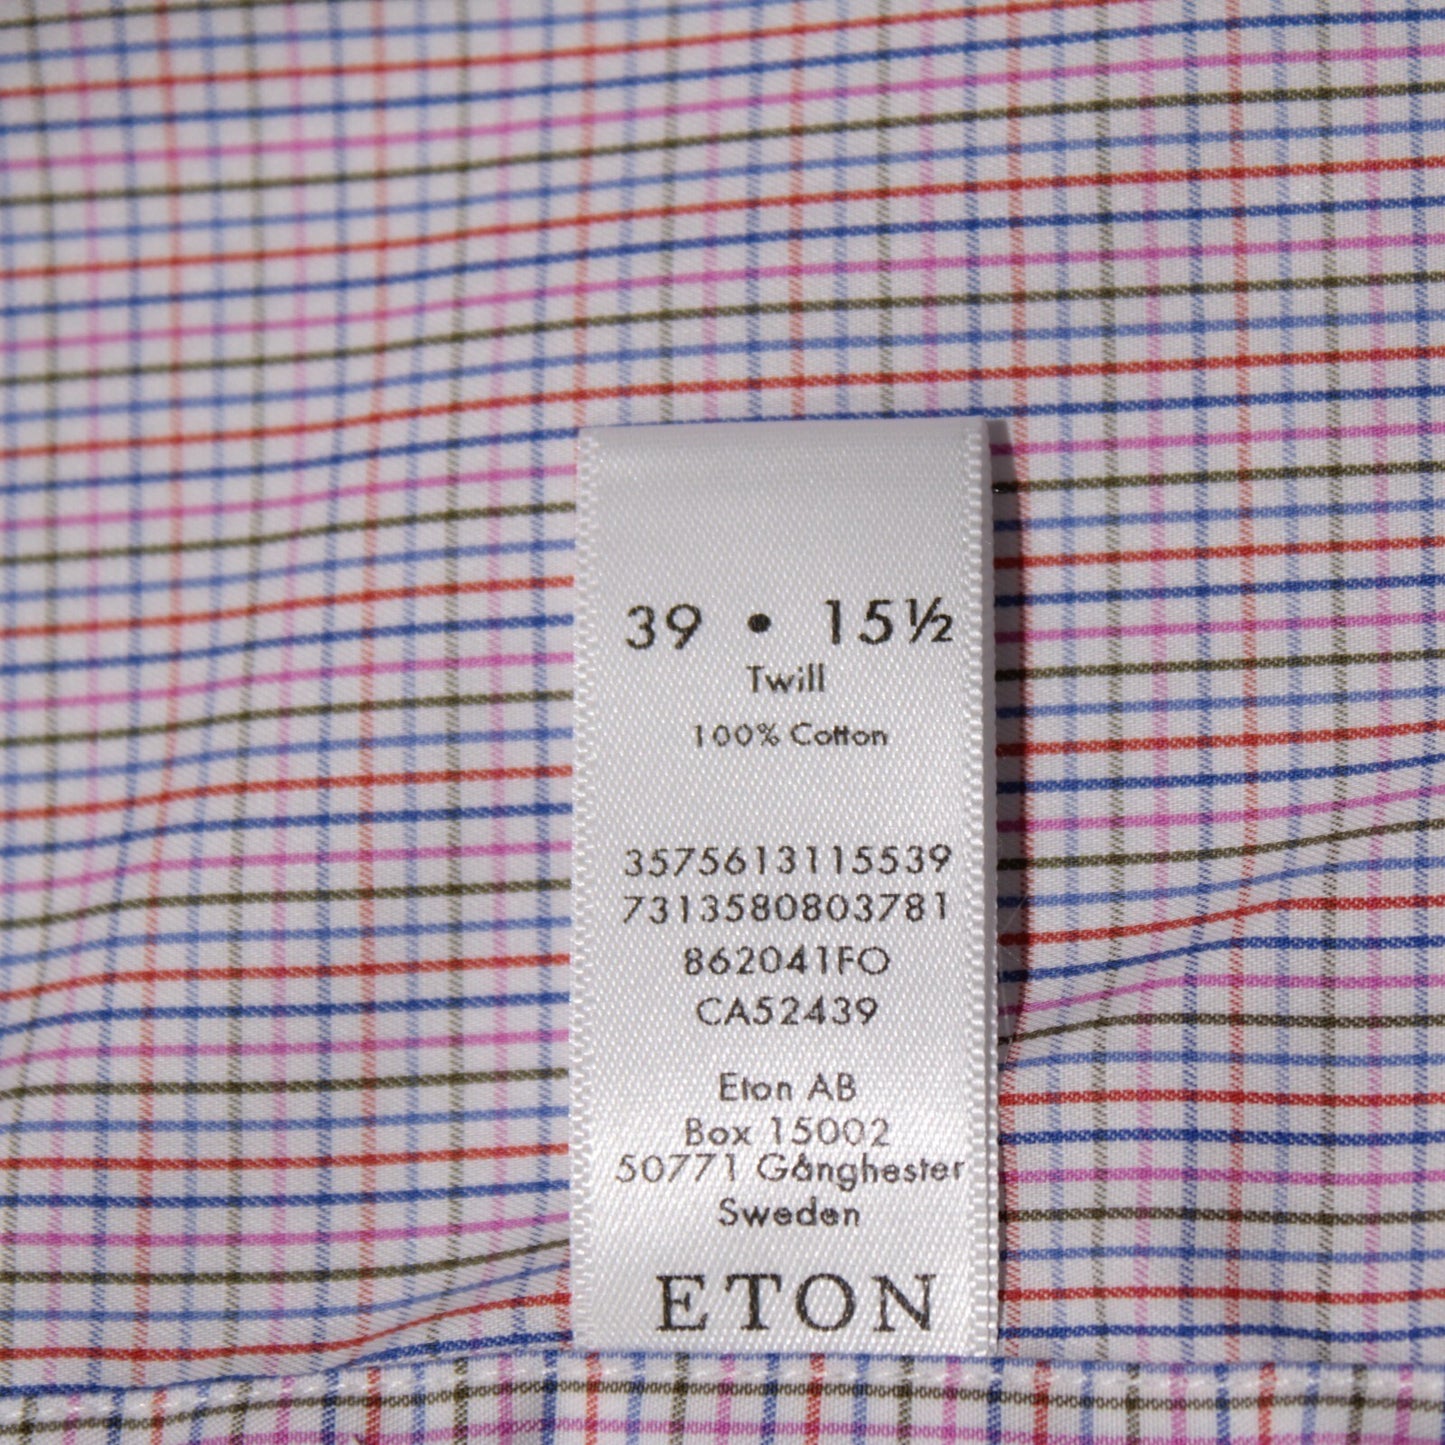 39 • 15½
Twill
100% Cotton
3575613115539
7313580803781
862041FO
CA52439
Eton AB
Box 15002
50771 Gånghester
Sweden
ETON